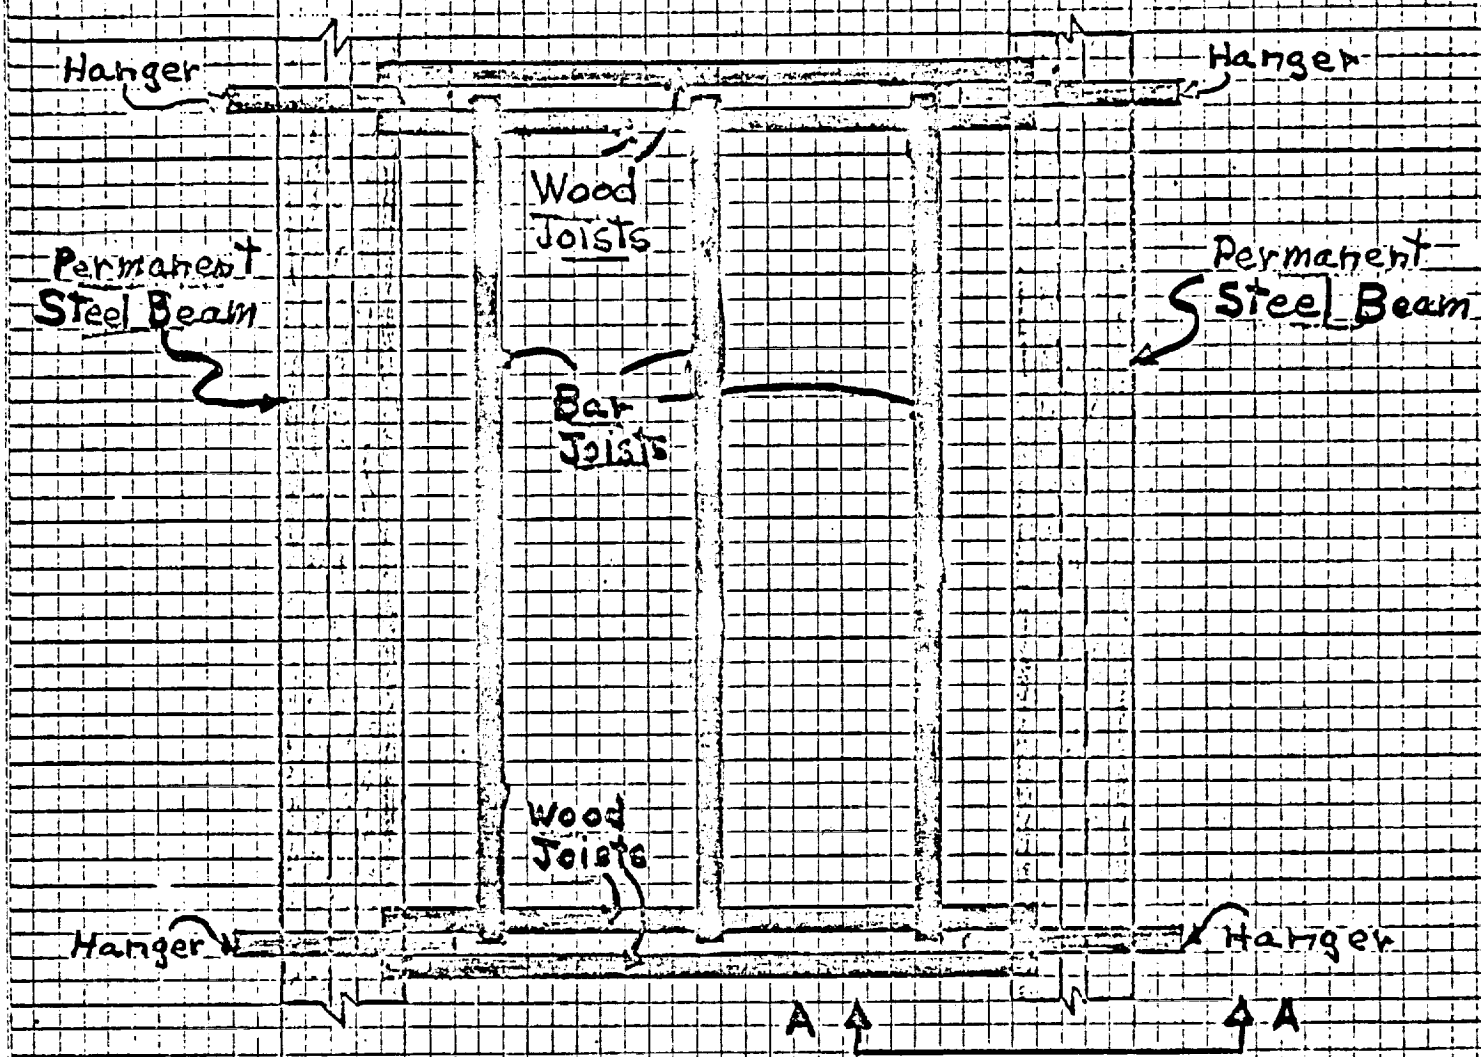 Hanger
Hanger
Wood
Joists
Permanent
Steel Beam
Permanent
Steel Beam
Bar
Joists
Wood
Joists
Hanger
Hanger
A
A